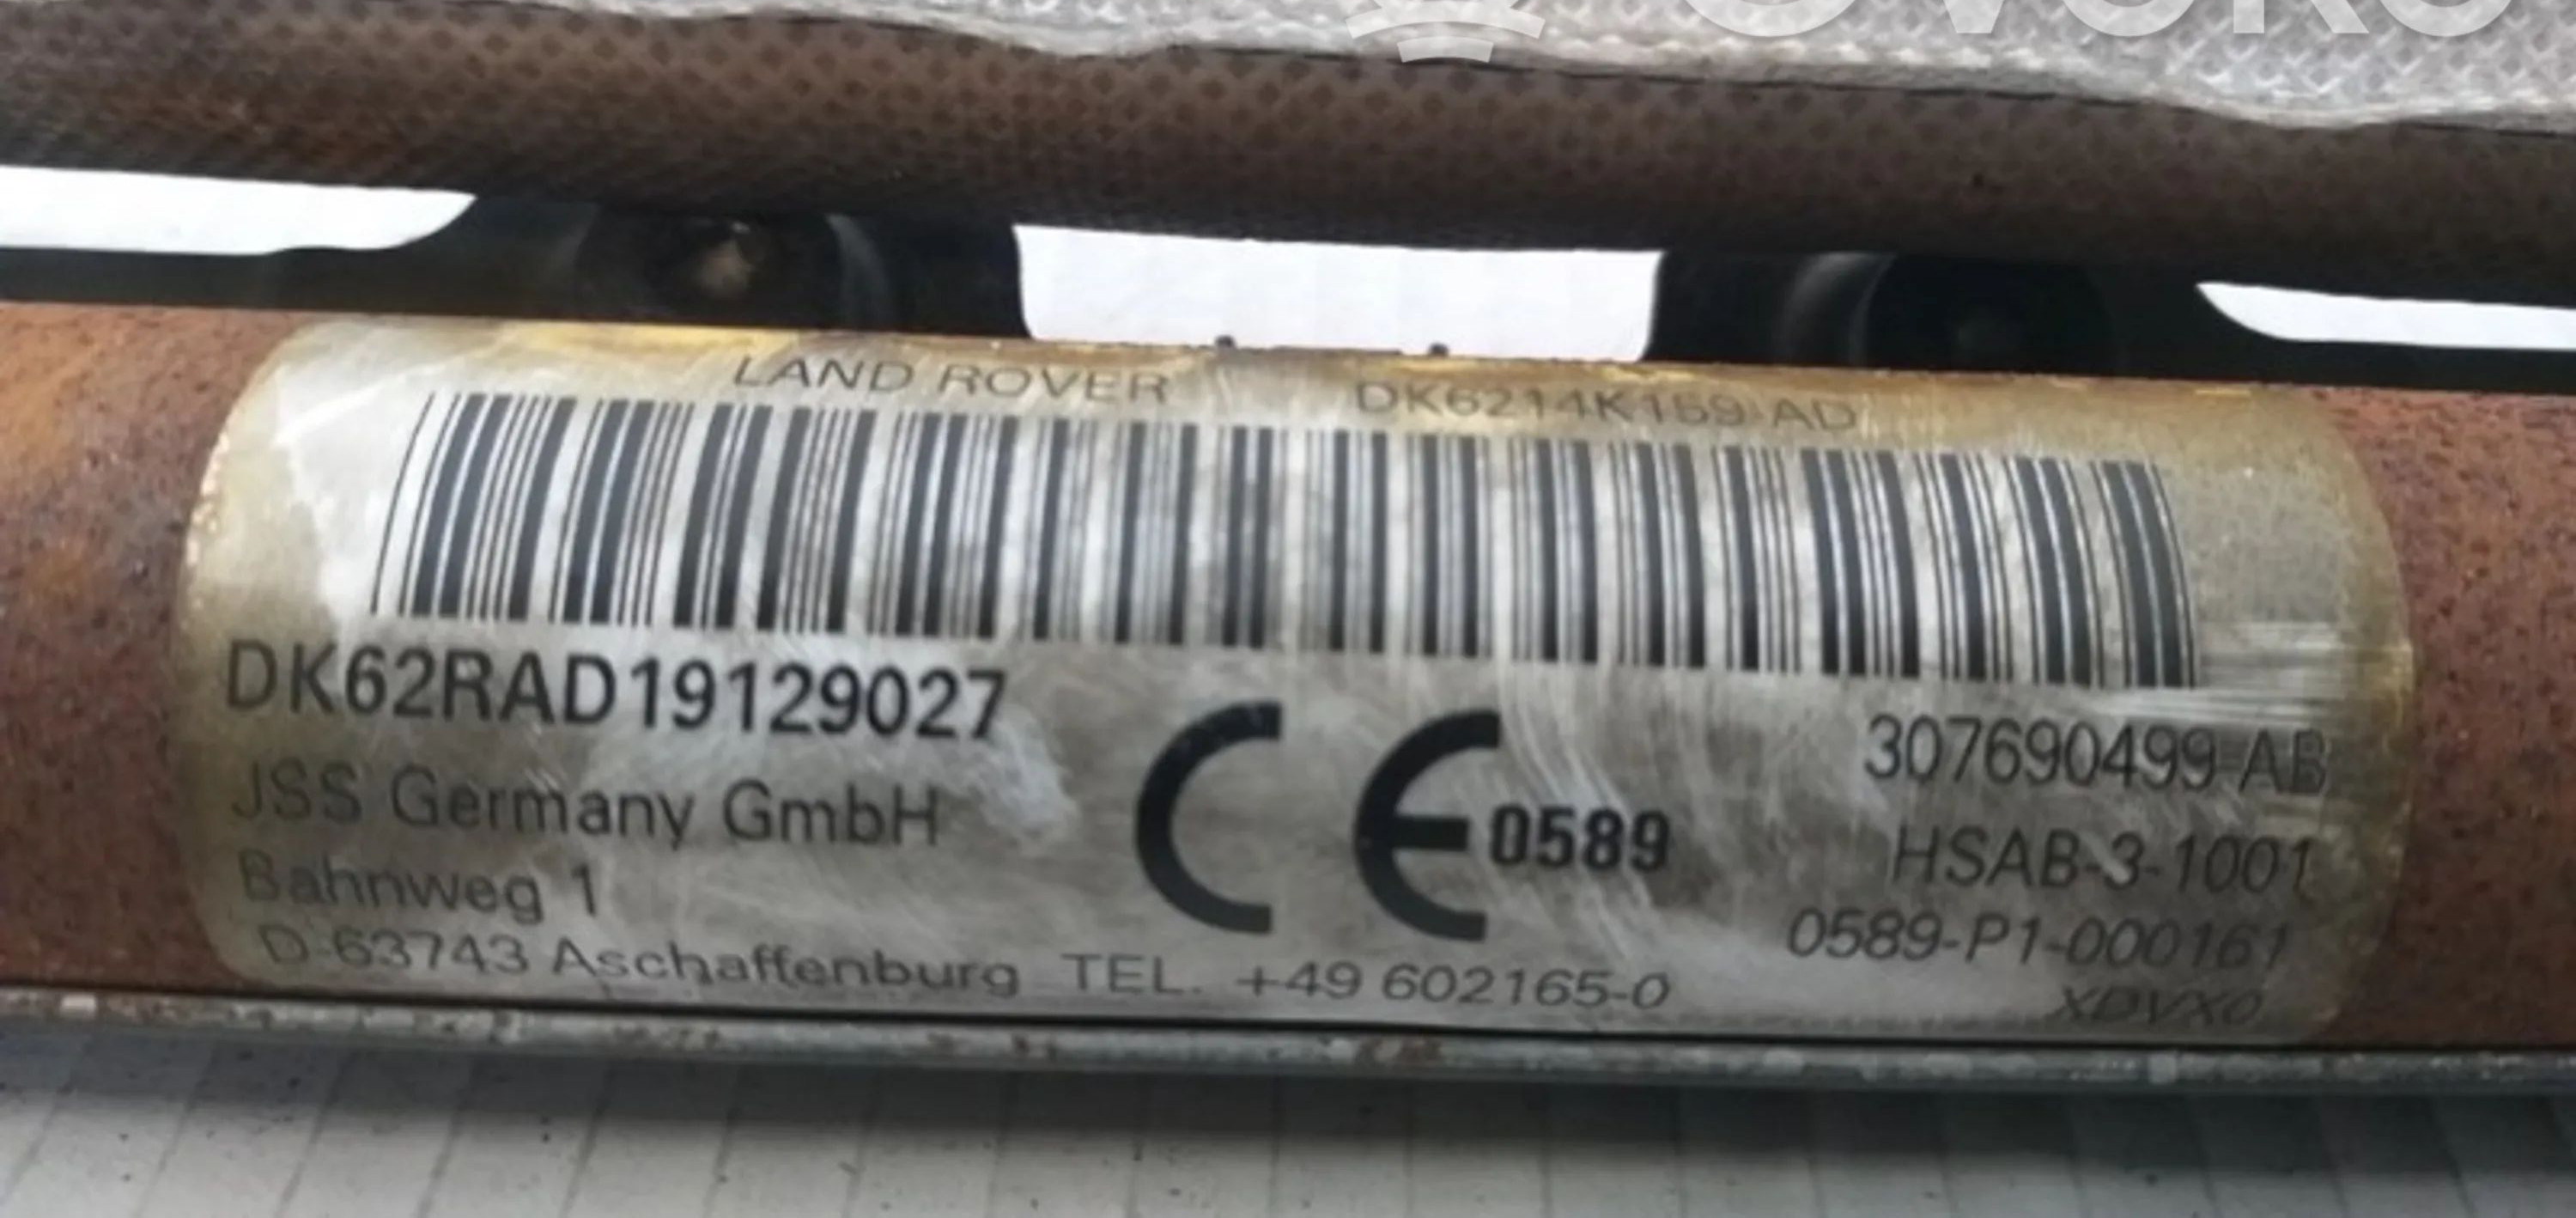 LAND ROVER DK6214K159-AD
DK62RAD19129027
JSS Germany GmbH
Bahnweg 1
D-63743 Aschaffenburg TEL. +49 602165-0
CE 0589
307690499-AB
HSAB-3-1001
0589-P1-000161
XDVX0